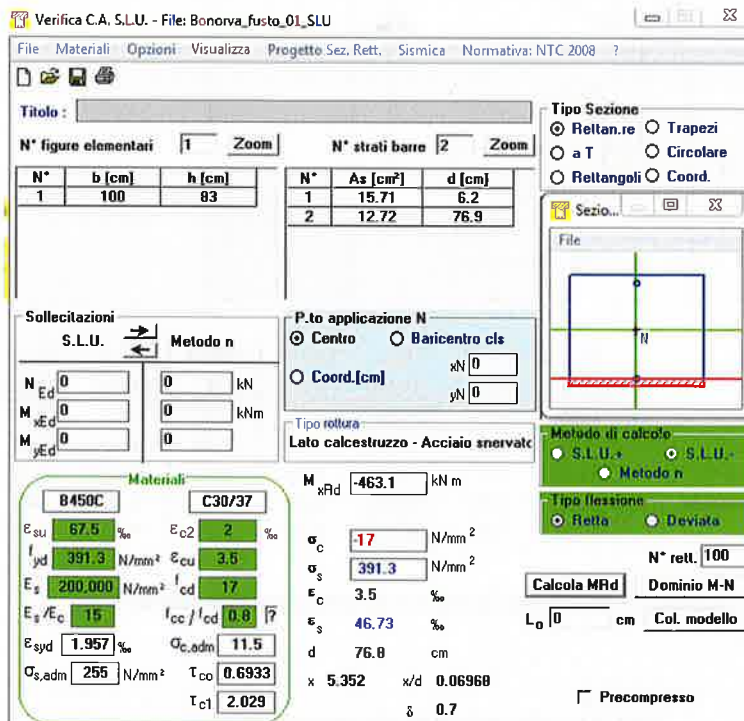 Verifica C.A. S.L.U. - File: Bonorva_fusto_01_SLU
File Materiali Opzioni Visualizza Progetto Sez. Rett. Sismica Normativa: NTC 2008 ?
Titolo :
N° figure elementari 1 Zoom
N° strati barre 2 Zoom
N° b [cm] h [cm]
1 100 83
N° As [cm²] d [cm]
1 15.71 6.2
2 12.72 76.9
Tipo Sezione
Rettan.re Trapezi
a T Circolare
Rettangoli Coord.
Sezio...
File
N
Sollecitazioni
S.L.U. Metodo n
N Ed 0 0 kN
M xEd 0 0 kNm
M yEd 0 0
P.to applicazione N
Centro Baricentro cls
Coord.[cm] xN 0
yN 0
Tipo rottura
Lato calcestruzzo - Acciaio snervato
Metodo di calcolo
S.L.U.+ S.L.U.-
Metodo n
Tipo flessione
Retta Deviata
Materiali
B450C C30/37
εsu 67.5 ‰ εc2 2 ‰
fyd 391.3 N/mm² εcu 3.5
Es 200,000 N/mm² fcd 17
Es/Ec 15 fcc / fcd 0.8 ?
εsyd 1.957 ‰ σc,adm 11.5
σs,adm 255 N/mm² τco 0.6933
τc1 2.029
M xRd -463.1 kN m
σc -17 N/mm²
σs 391.3 N/mm²
εc 3.5 ‰
εs 46.73 ‰
d 76.8 cm
x 5.352 x/d 0.06968
δ 0.7
N° rett. 100
Calcola MRd Dominio M-N
L0 0 cm Col. modello
Precompresso